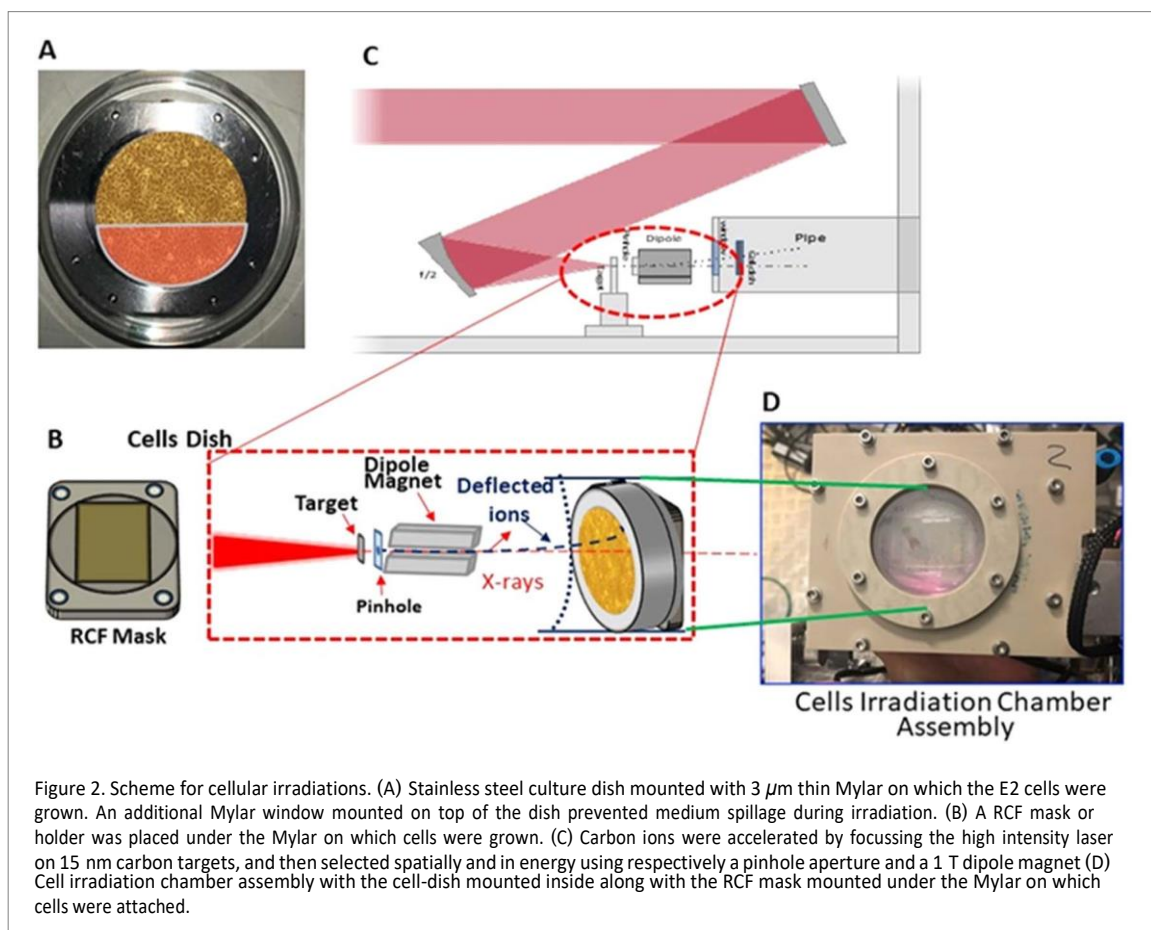 A
C
f/2
Target
Pinhole
Dipole
window
Pipe
B
Cells Dish
D
Target
Dipole
Magnet
Deflected
ions
X-rays
Pinhole
RCF Mask
2
Cells Irradiation Chamber
Assembly
Figure 2. Scheme for cellular irradiations. (A) Stainless steel culture dish mounted with 3 μm thin Mylar on which the E2 cells were
grown. An additional Mylar window mounted on top of the dish prevented medium spillage during irradiation. (B) A RCF mask or
holder was placed under the Mylar on which cells were grown. (C) Carbon ions were accelerated by focussing the high intensity laser
on 15 nm carbon targets, and then selected spatially and in energy using respectively a pinhole aperture and a 1 T dipole magnet (D)
Cell irradiation chamber assembly with the cell-dish mounted inside along with the RCF mask mounted under the Mylar on which
cells were attached.